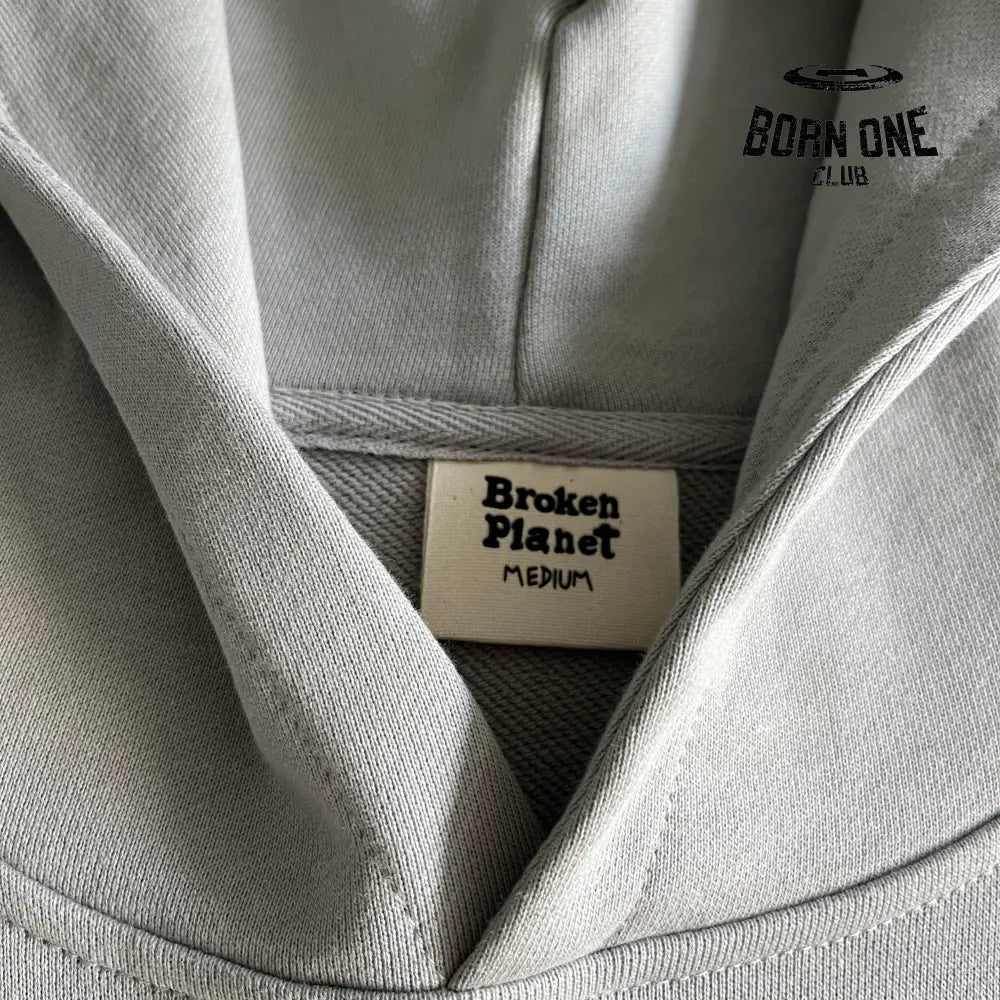 BORN ONE
CLUB
Broken
Planet
MEDIUM